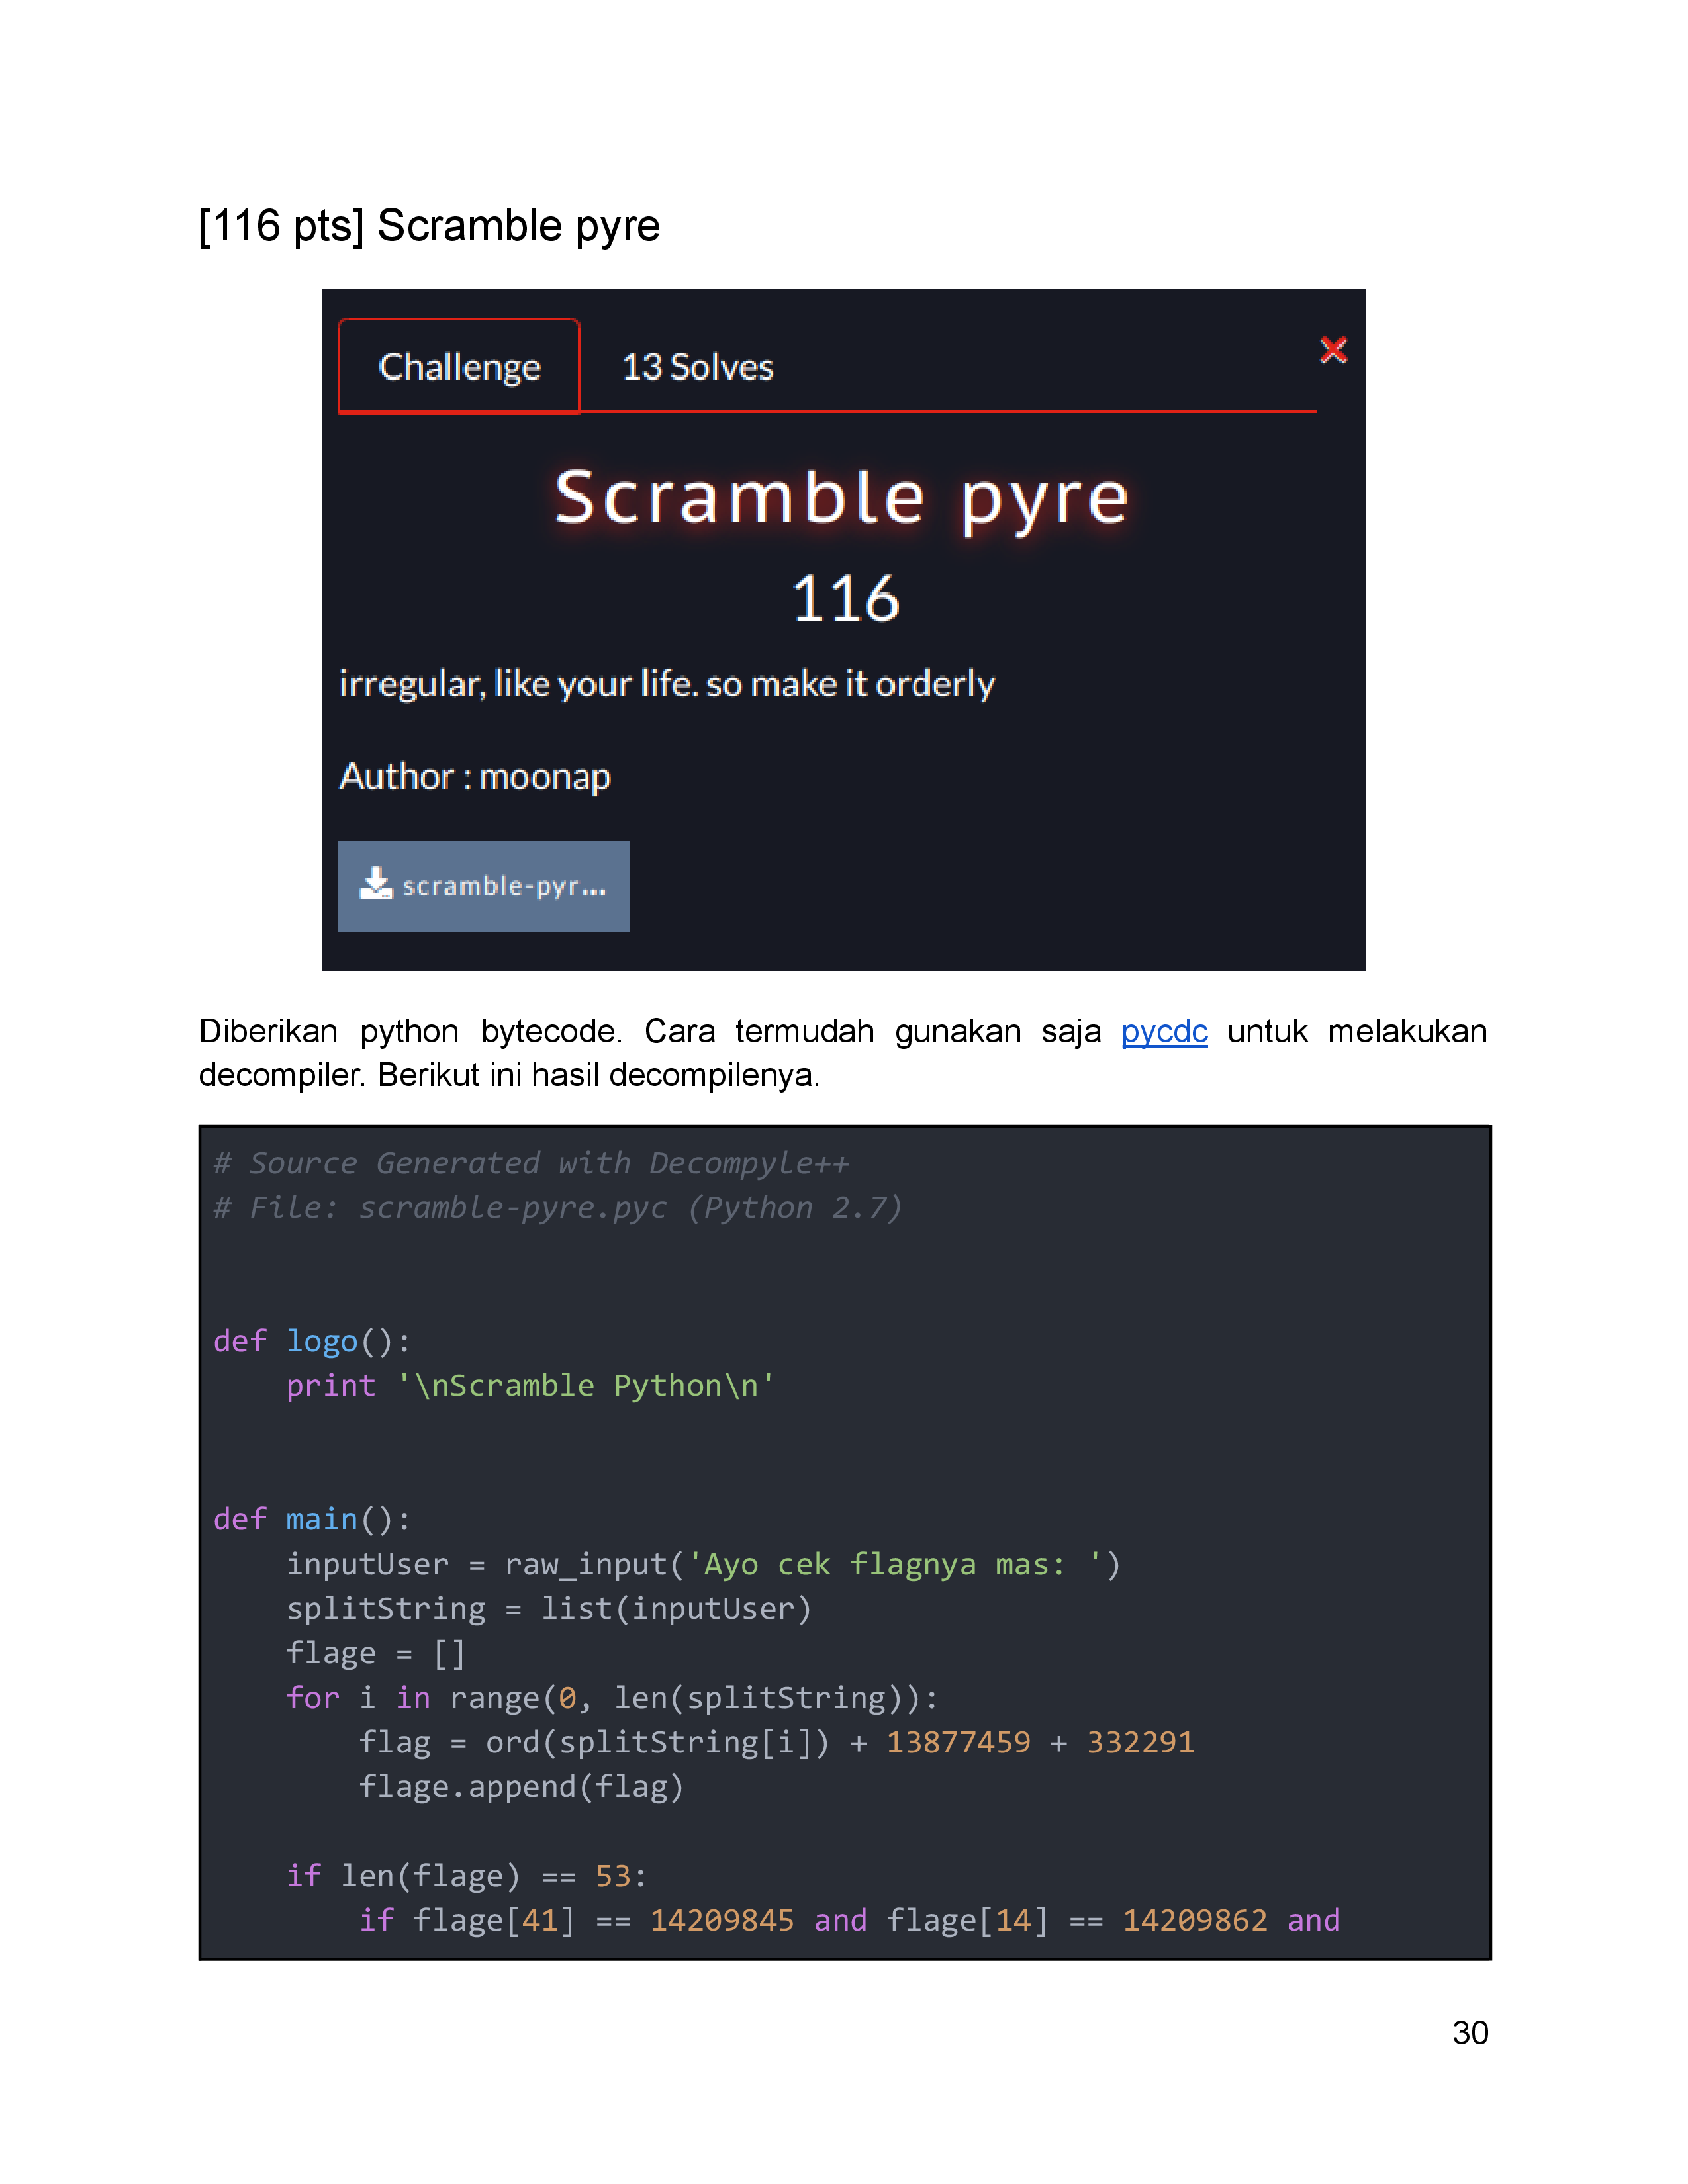 [116 pts] Scramble pyre
Challenge
13 Solves
Scramble pyre
116
irregular, like your life. so make it orderly
Author : moonap
scramble-pyr...
Diberikan python bytecode. Cara termudah gunakan saja pycdc untuk melakukan
decompiler. Berikut ini hasil decompilenya.
# Source Generated with Decompyle++
# File: scramble-pyre.pyc (Python 2.7)
def logo():
    print '\nScramble Python\n'
def main():
    inputUser = raw_input('Ayo cek flagnya mas: ')
    splitString = list(inputUser)
    flage = []
    for i in range(0, len(splitString)):
        flag = ord(splitString[i]) + 13877459 + 332291
        flage.append(flag)
    if len(flage) == 53:
        if flage[41] == 14209845 and flage[14] == 14209862 and
30